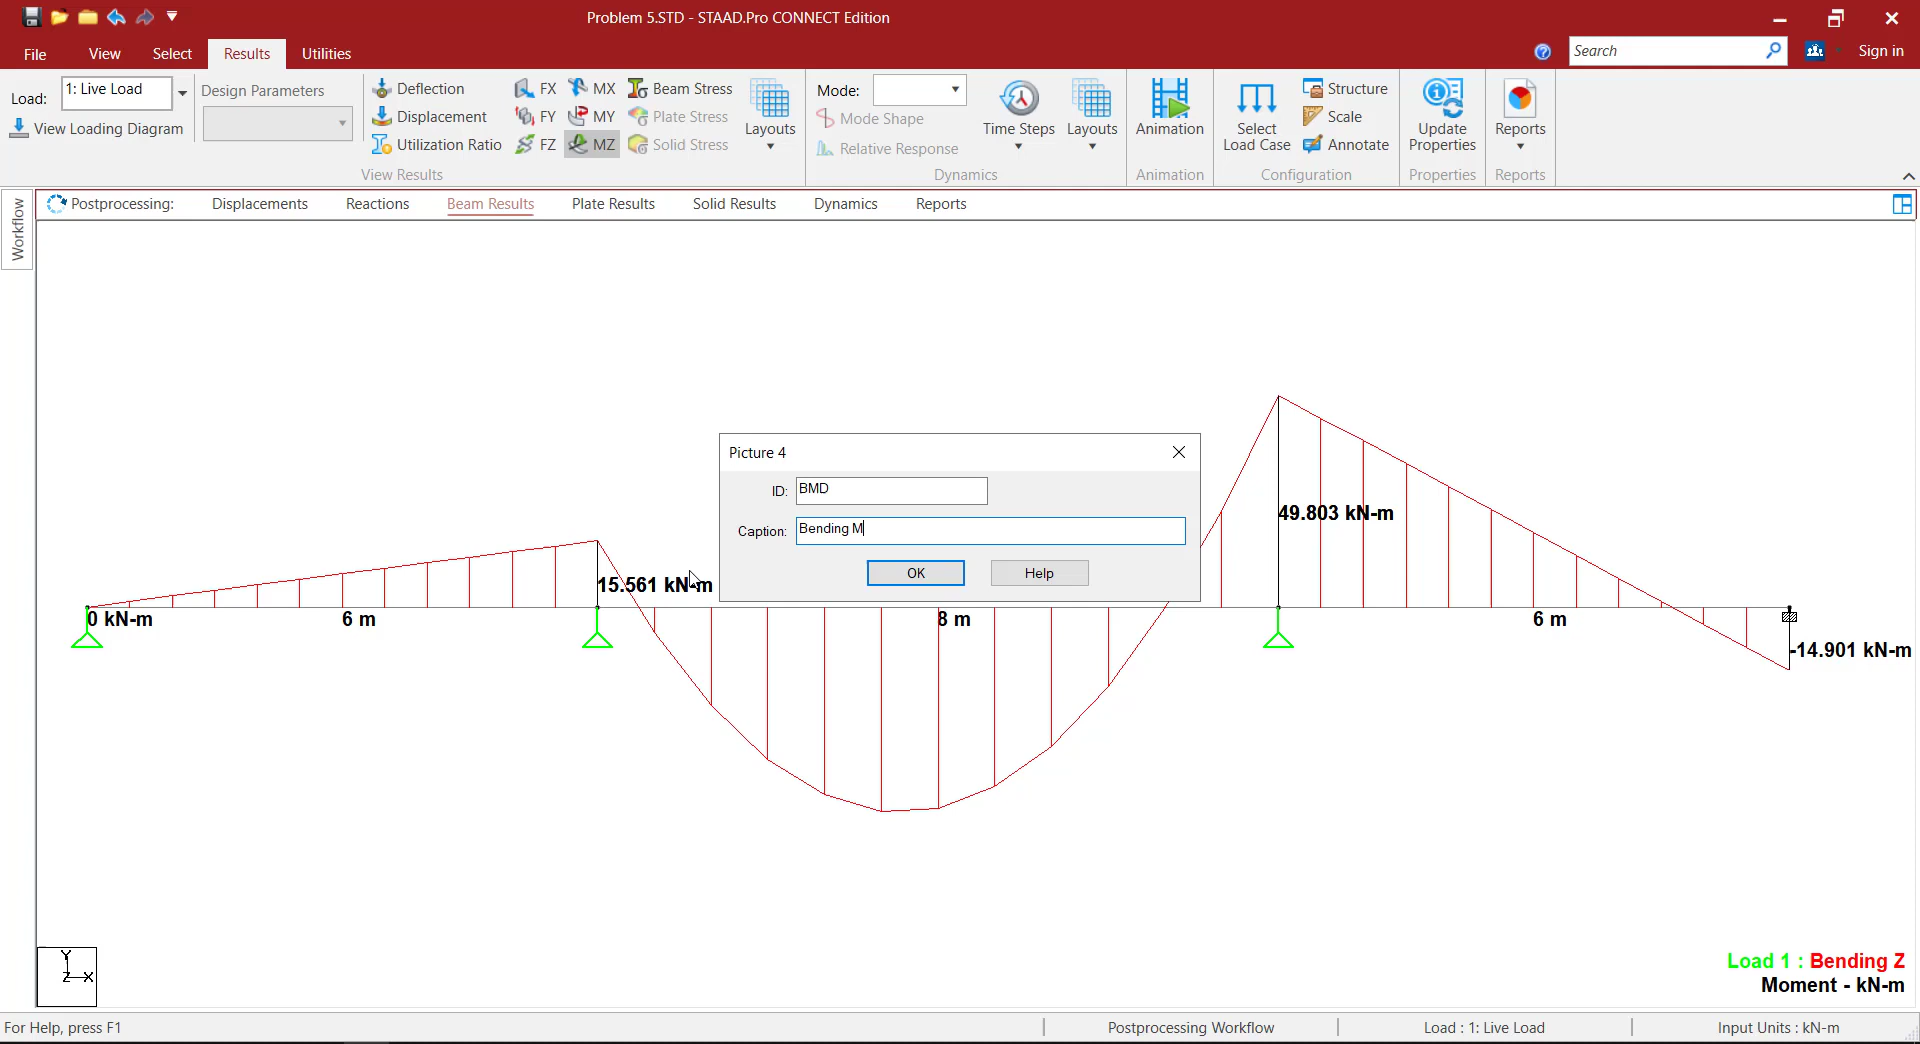 Problem 5.STD - STAAD.Pro CONNECT Edition
File View Select Results Utilities Search Sign in
Load: 1: Live Load
View Loading Diagram
Design Parameters
Deflection
Displacement
Utilization Ratio
FX
FY
FZ
MX
MY
MZ
Beam Stress
Plate Stress
Solid Stress
Layouts
View Results
Mode:
Mode Shape
Relative Response
Time Steps
Layouts
Dynamics
Animation
Animation
Select
Load Case
Structure
Scale
Annotate
Configuration
Update
Properties
Properties
Reports
Reports
Workflow
Postprocessing: Displacements Reactions Beam Results Plate Results Solid Results Dynamics Reports
Picture 4
ID: BMD
Caption: Bending M
OK Help
49.803 kN-m
15.561 kN-m
0 kN-m
6 m
8 m
6 m
-14.901 kN-m
Y
Z X
Load 1 : Bending Z
Moment - kN-m
For Help, press F1
Postprocessing Workflow
Load : 1: Live Load
Input Units : kN-m